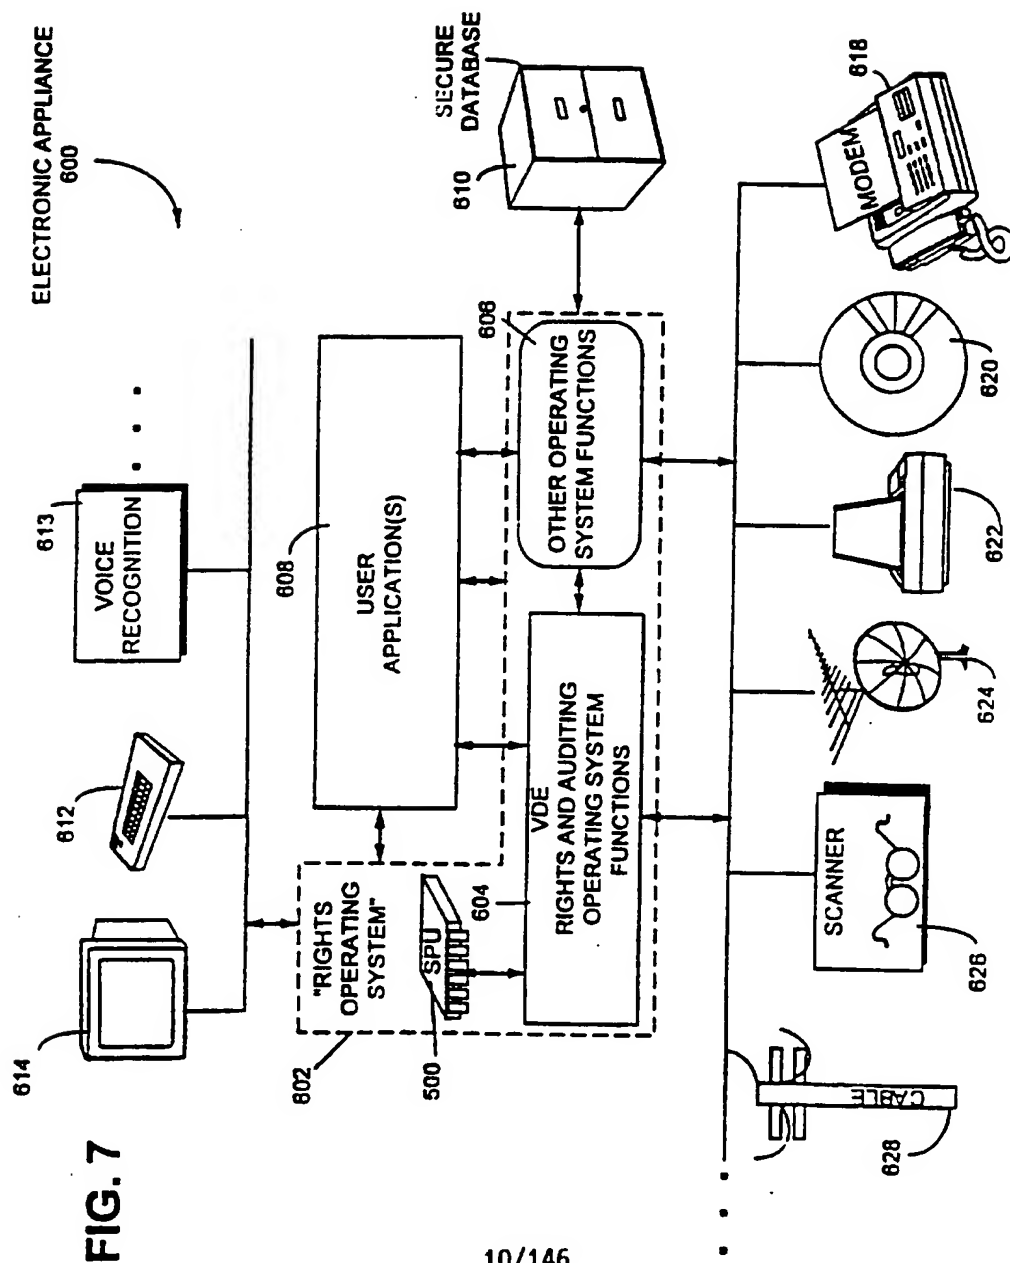 FIG. 7
ELECTRONIC APPLIANCE
600
614
612
613
VOICE
RECOGNITION
608
USER
APPLICATION(S)
602
"RIGHTS
OPERATING
SYSTEM"
500
SPU
604
VDE
RIGHTS AND AUDITING
OPERATING SYSTEM
FUNCTIONS
606
OTHER OPERATING
SYSTEM FUNCTIONS
610
SECURE
DATABASE
628
CABLE
SCANNER
626
624
622
620
MODEM
618
10/146